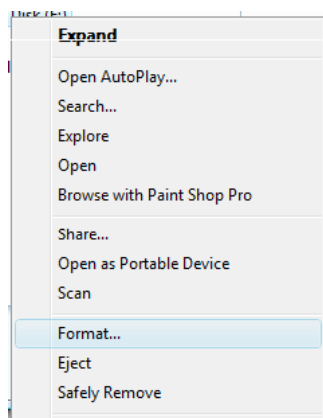 Disk (F:)
Expand
Open AutoPlay...
Search...
Explore
Open
Browse with Paint Shop Pro
Share...
Open as Portable Device
Scan
Format...
Eject
Safely Remove